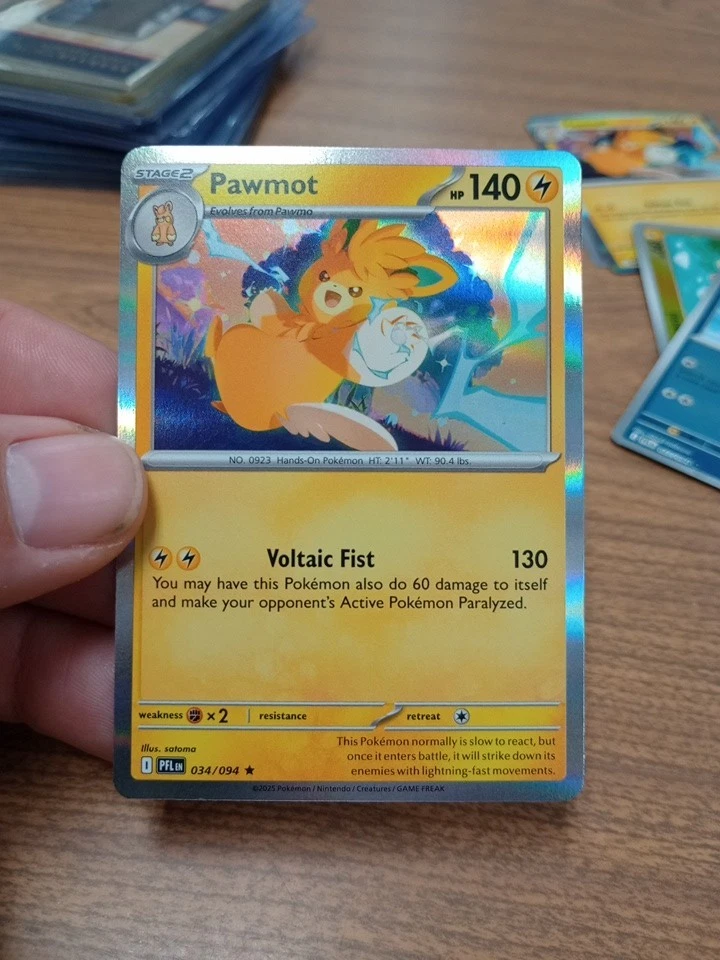 STAGE2
Pawmot
HP 140
Evolves from Pawmo
NO. 0923 Hands-On Pokémon HT: 2'11" WT: 90.4 lbs.
Voltaic Fist 130
You may have this Pokémon also do 60 damage to itself
and make your opponent's Active Pokémon Paralyzed.
weakness ×2 resistance retreat
Illus. satoma
I PFL EN 034/094 ★
This Pokémon normally is slow to react, but
once it enters battle, it will strike down its
enemies with lightning-fast movements.
©2025 Pokémon / Nintendo / Creatures / GAME FREAK